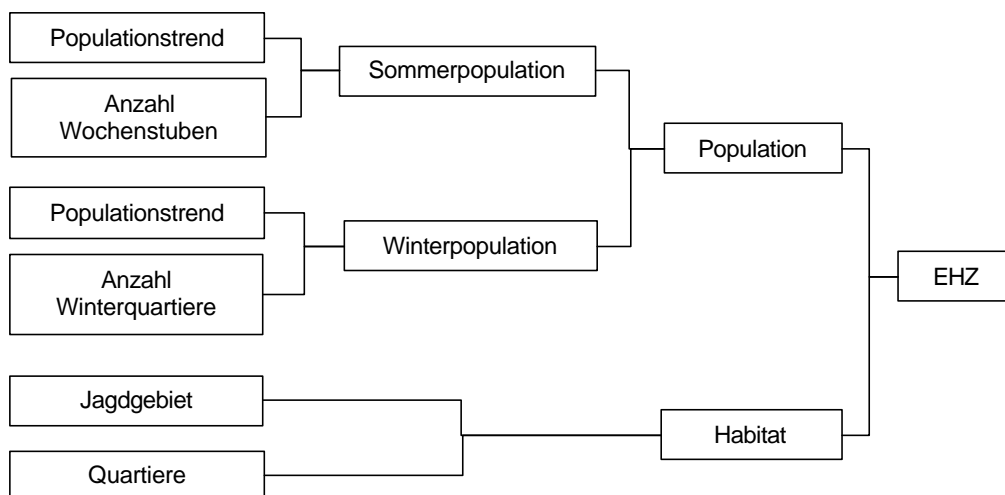 Populationstrend
Anzahl
Wochenstuben
Sommerpopulation
Population
Populationstrend
Anzahl
Winterquartiere
Winterpopulation
EHZ
Jagdgebiet
Quartiere
Habitat